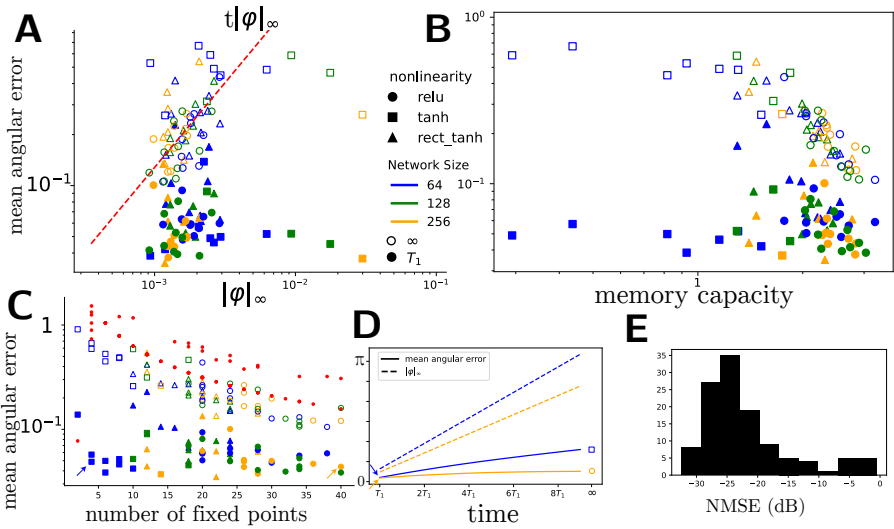 A
t|φ|∞
mean angular error
10⁻¹
10⁻³
10⁻²
10⁻¹
|φ|∞
nonlinearity
relu
tanh
rect_tanh
Network Size
64
128
256
∞
T₁
B
10⁰
10⁻¹
1
memory capacity
C
mean angular error
1
10⁻¹
5
10
15
20
25
30
35
40
number of fixed points
D
π
0
mean angular error
|φ|∞
T₁
2T₁
4T₁
6T₁
8T₁
∞
time
E
35
30
25
20
15
10
5
0
−30
−25
−20
−15
−10
−5
0
NMSE (dB)